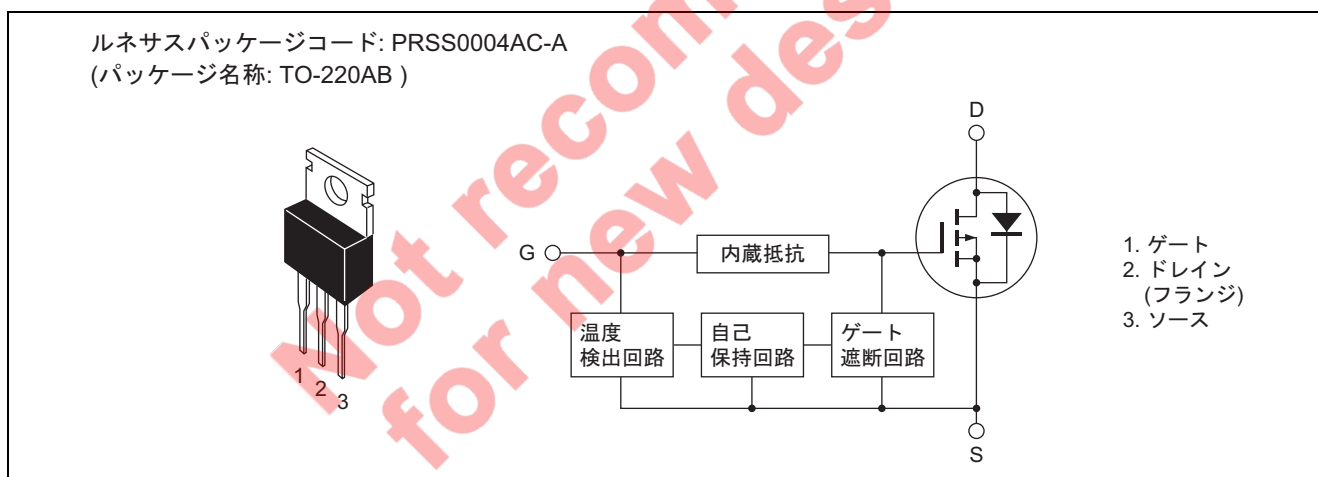 ルネサスパッケージコード: PRSS0004AC-A
(パッケージ名称: TO-220AB )
D
G
内蔵抵抗
1. ゲート
2. ドレイン
(フランジ)
3. ソース
温度
検出回路
自己
保持回路
ゲート
遮断回路
1
2
3
S
Not recom
for new des